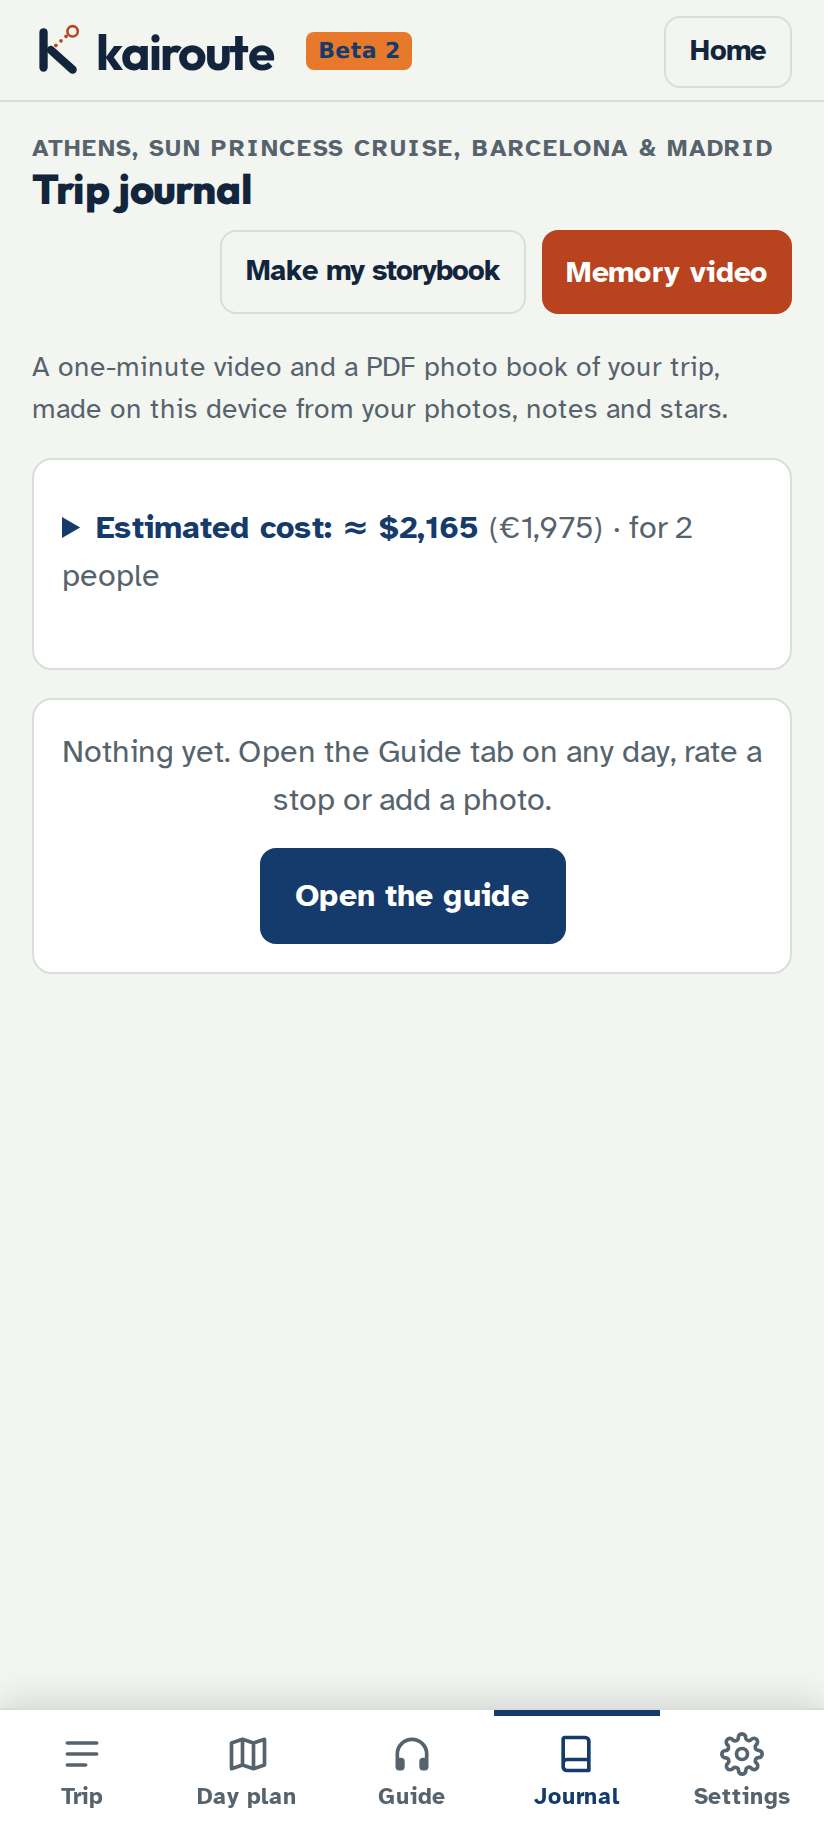 kairoute
Beta 2
Home
ATHENS, SUN PRINCESS CRUISE, BARCELONA & MADRID
Trip journal
Make my storybook
Memory video
A one-minute video and a PDF photo book of your trip,
made on this device from your photos, notes and stars.
▶ Estimated cost: ≈ $2,165 (€1,975) · for 2
people
Nothing yet. Open the Guide tab on any day, rate a
stop or add a photo.
Open the guide
Trip
Day plan
Guide
Journal
Settings